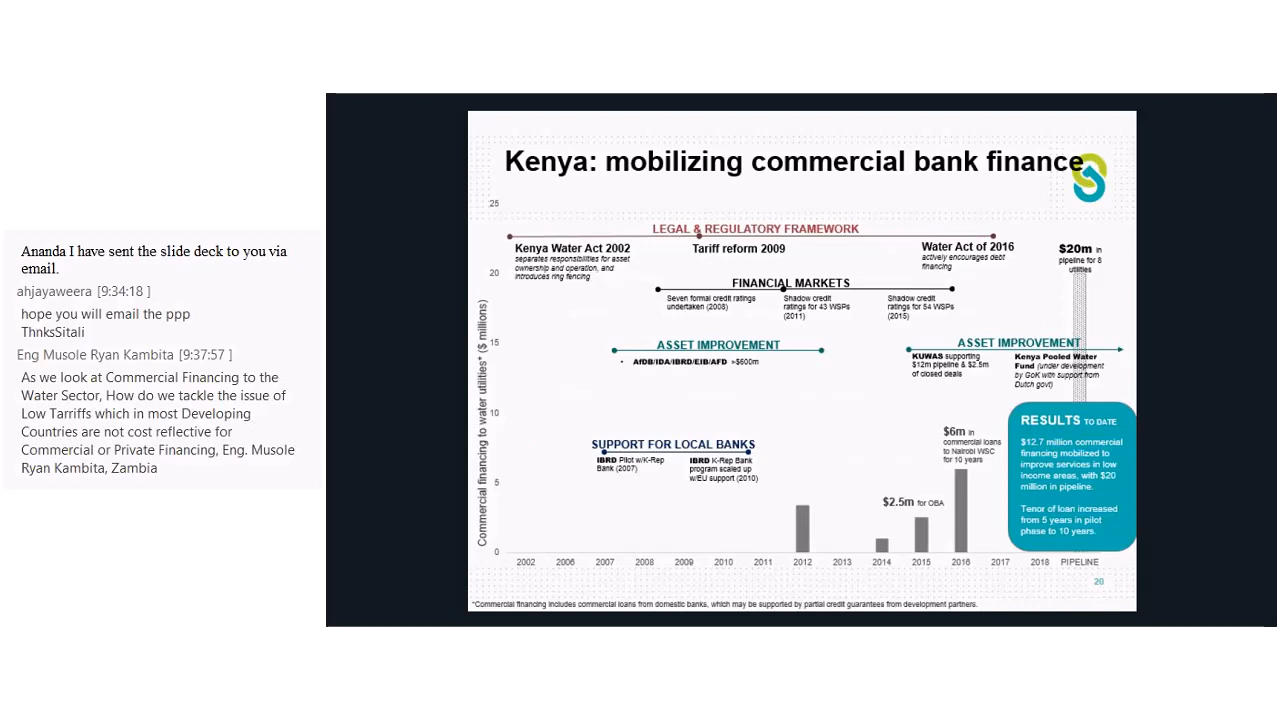 Ananda I have sent the slide deck to you via
email.
ahjayaweera [9:34:18 ]
hope you will email the ppp
ThnksSitali
Eng Musole Ryan Kambita [9:37:57 ]
As we look at Commercial Financing to the
Water Sector, How do we tackle the issue of
Low Tarriffs which in most Developing
Countries are not cost reflective for
Commercial or Private Financing, Eng. Musole
Ryan Kambita, Zambia
Kenya: mobilizing commercial bank finance
Commercial financing to water utilities* ($ millions)
25
20
15
10
5
0
LEGAL & REGULATORY FRAMEWORK
Kenya Water Act 2002
separates responsibilities for asset
ownership and operation, and
introduces ring fencing
Tariff reform 2009
Water Act of 2016
actively encourages debt
financing
$20m in
pipeline for 8
utilities
FINANCIAL MARKETS
Seven formal credit ratings
undertaken (2008)
Shadow credit
ratings for 43 WSPs
(2011)
Shadow credit
ratings for 54 WSPs
(2015)
ASSET IMPROVEMENT
• AfDB/IDA/IBRD/EIB/AFD >$600m
ASSET IMPROVEMENT
KUWAS supporting
$12m pipeline & $2.5m
of closed deals
Kenya Pooled Water
Fund (under development
by GoK with support from
Dutch govt)
SUPPORT FOR LOCAL BANKS
IBRD Pilot w/K-Rep
Bank (2007)
IBRD K-Rep Bank
program scaled up
w/EU support (2010)
$2.5m for OBA
$6m in
commercial loans
to Nairobi WSC
for 10 years
RESULTS TO DATE
$12.7 million commercial
financing mobilized to
improve services in low
income areas, with $20
million in pipeline.
Tenor of loan increased
from 5 years in pilot
phase to 10 years.
2002 2006 2007 2008 2009 2010 2011 2012 2013 2014 2015 2016 2017 2018 PIPELINE
20
*Commercial financing includes commercial loans from domestic banks, which may be supported by partial credit guarantees from development partners.